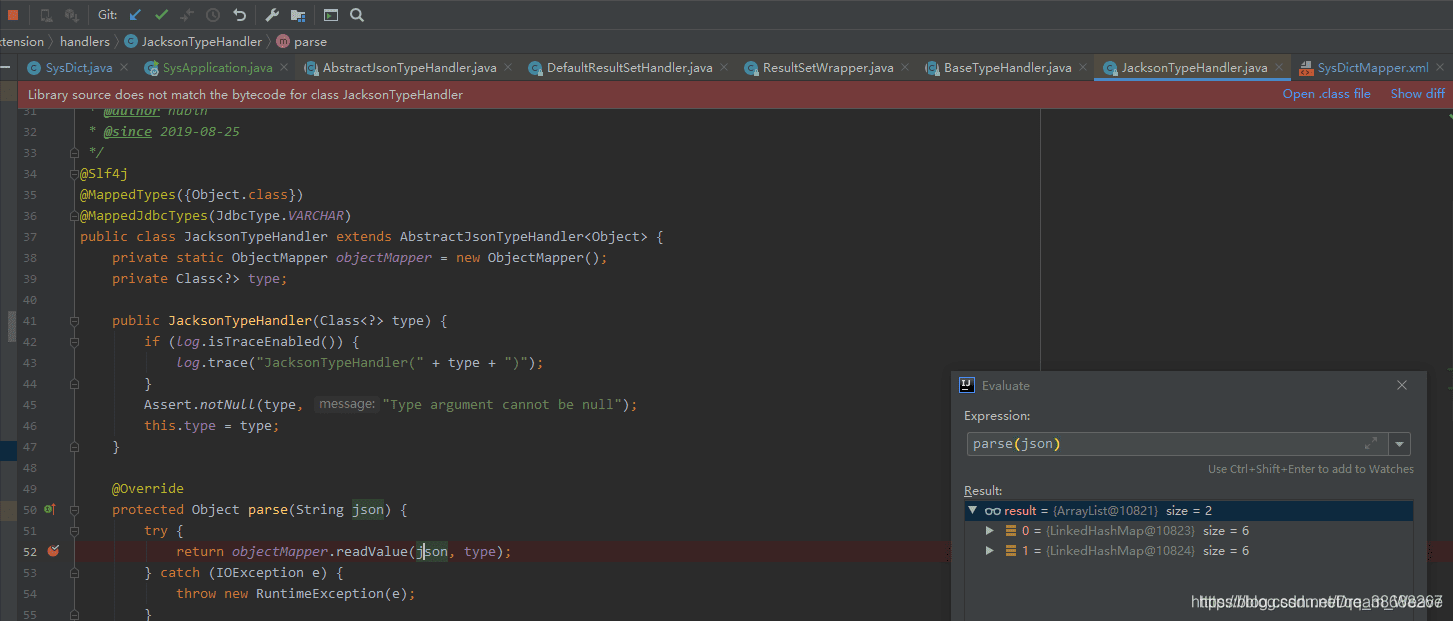 Git:
tension handlers JacksonTypeHandler parse
SysDict.java SysApplication.java AbstractJsonTypeHandler.java DefaultResultSetHandler.java ResultSetWrapper.java BaseTypeHandler.java JacksonTypeHandler.java SysDictMapper.xml
Library source does not match the bytecode for class JacksonTypeHandler Open .class file Show diff
31 * @author hubin
32 * @since 2019-08-25
33 */
34 @Slf4j
35 @MappedTypes({Object.class})
36 @MappedJdbcTypes(JdbcType.VARCHAR)
37 public class JacksonTypeHandler extends AbstractJsonTypeHandler<Object> {
38 private static ObjectMapper objectMapper = new ObjectMapper();
39 private Class<?> type;
40
41 public JacksonTypeHandler(Class<?> type) {
42 if (log.isTraceEnabled()) {
43 log.trace("JacksonTypeHandler(" + type + ")");
44 }
45 Assert.notNull(type, message: "Type argument cannot be null");
46 this.type = type;
47 }
48
49 @Override
50 protected Object parse(String json) {
51 try {
52 return objectMapper.readValue(json, type);
53 } catch (IOException e) {
54 throw new RuntimeException(e);
55 }
Evaluate
Expression:
parse(json)
Use Ctrl+Shift+Enter to add to Watches
Result:
result = {ArrayList@10821} size = 2
0 = {LinkedHashMap@10823} size = 6
1 = {LinkedHashMap@10824} size = 6